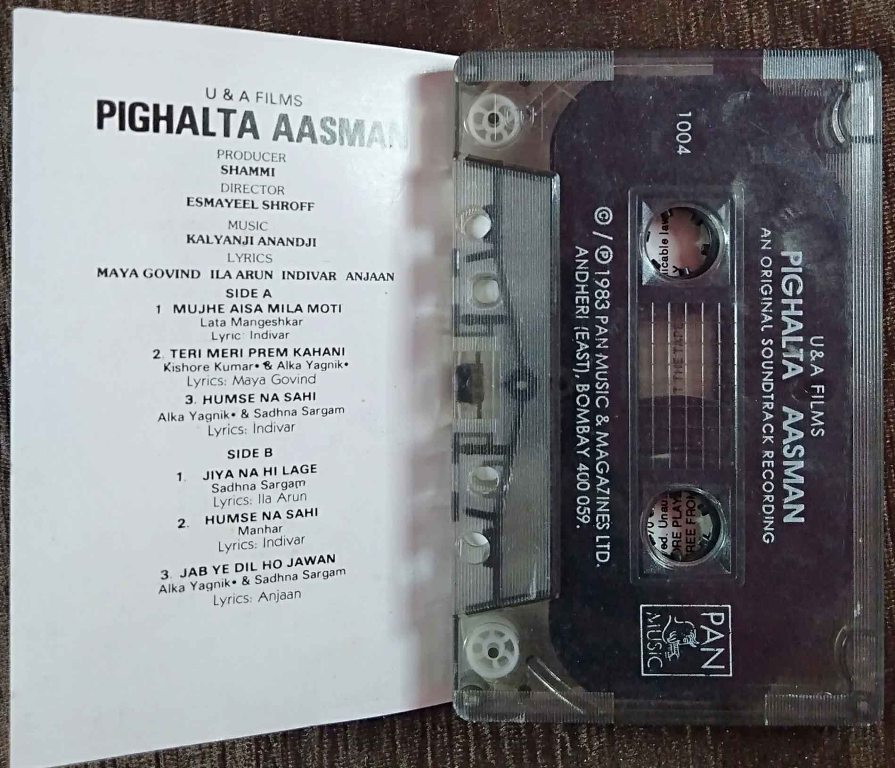 U & A FILMS
PIGHALTA AASMAN
PRODUCER
SHAMMI
DIRECTOR
ESMAYEEL SHROFF
MUSIC
KALYANJI ANANDJI
LYRICS
MAYA GOVIND ILA ARUN INDIVAR ANJAAN
SIDE A
1 MUJHE AISA MILA MOTI
Lata Mangeshkar
Lyric: Indivar
2. TERI MERI PREM KAHANI
Kishore Kumar• & Alka Yagnik•
Lyrics: Maya Govind
3. HUMSE NA SAHI
Alka Yagnik• & Sadhna Sargam
Lyrics: Indivar
SIDE B
1. JIYA NA HI LAGE
Sadhna Sargam
Lyrics: Ila Arun
2. HUMSE NA SAHI
Manhar
Lyrics: Indivar
3. JAB YE DIL HO JAWAN
Alka Yagnik• & Sadhna Sargam
Lyrics: Anjaan
U&A FILMS
PIGHALTA AASMAN
AN ORIGINAL SOUNDTRACK RECORDING
1004
PAN
MUSIC
©/℗ 1983 PAN MUSIC & MAGAZINES LTD.
ANDHERI (EAST), BOMBAY 400 059.